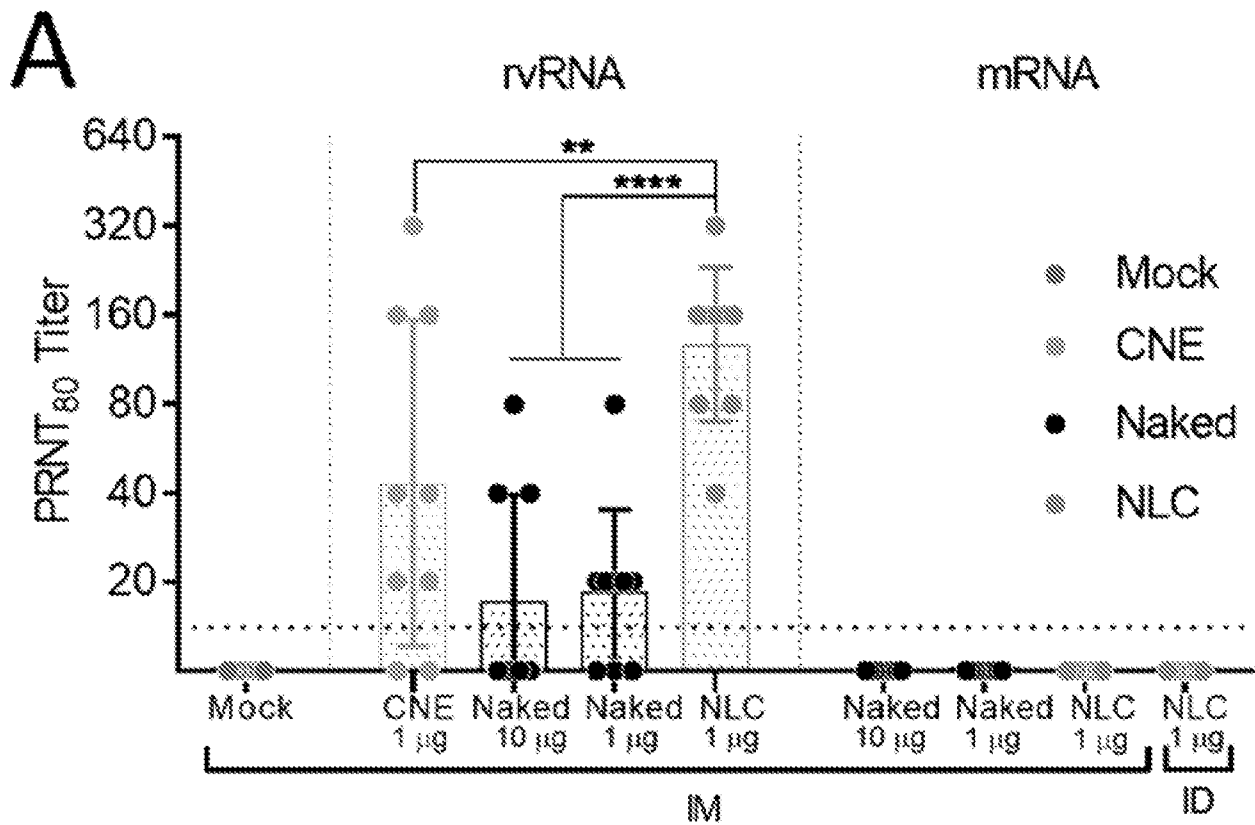 A
rvRNA
mRNA
PRNT80 Titer
640
320
160
80
40
20
**
****
Mock
CNE
Naked
NLC
Mock
CNE
1 µg
Naked
10 µg
Naked
1 µg
NLC
1 µg
Naked
10 µg
Naked
1 µg
NLC
1 µg
NLC
1 µg
IM
ID